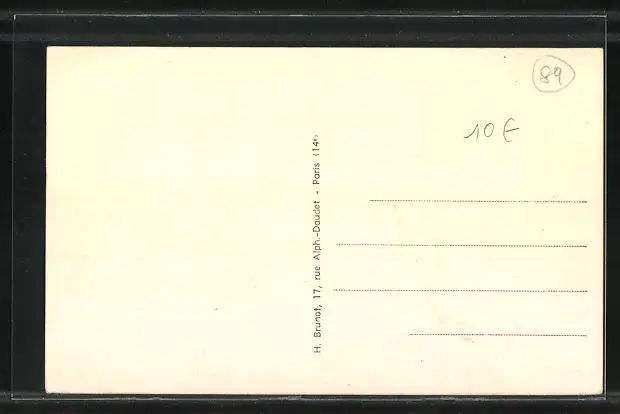 89
10 €
H. Brunot, 17, rue Alph.-Daudet - Paris (14e